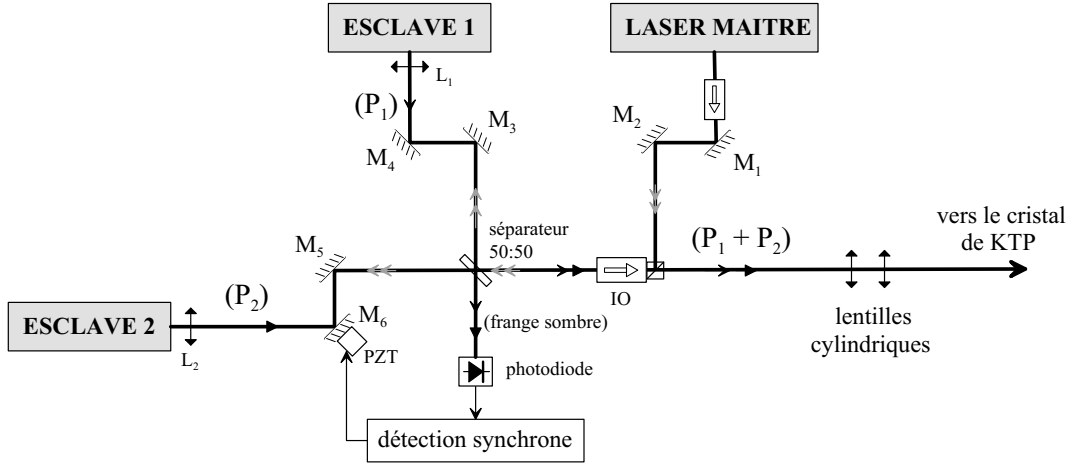 ESCLAVE 1
LASER MAITRE
L1
(P1)
M3
M4
M2
M1
séparateur
50:50
(P1 + P2)
vers le cristal
de KTP
M5
(P2)
IO
ESCLAVE 2
L2
M6
PZT
(frange sombre)
lentilles
cylindriques
photodiode
détection synchrone